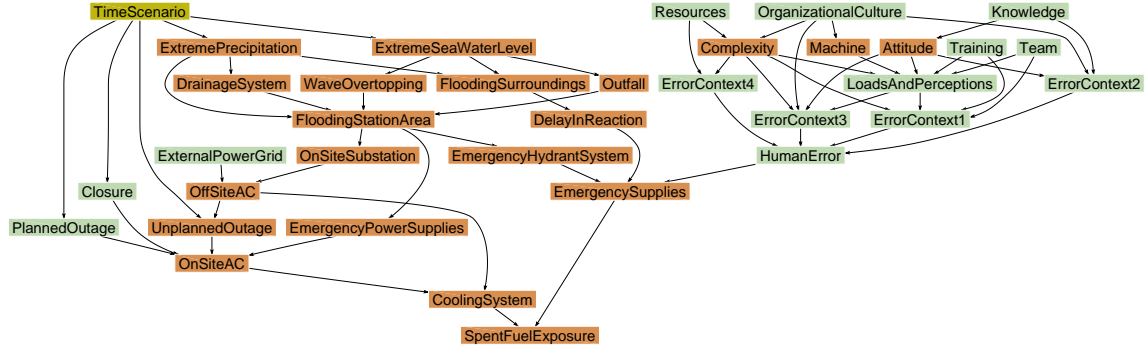 TimeScenario
Resources
OrganizationalCulture
Knowledge
ExtremePrecipitation
ExtremeSeaWaterLevel
Complexity
Machine
Attitude
Training
Team
DrainageSystem
WaveOvertopping
FloodingSurroundings
Outfall
ErrorContext4
LoadsAndPerceptions
ErrorContext2
FloodingStationArea
DelayInReaction
ErrorContext3
ErrorContext1
ExternalPowerGrid
OnSiteSubstation
EmergencyHydrantSystem
HumanError
Closure
OffSiteAC
EmergencySupplies
PlannedOutage
UnplannedOutage
EmergencyPowerSupplies
OnSiteAC
CoolingSystem
SpentFuelExposure